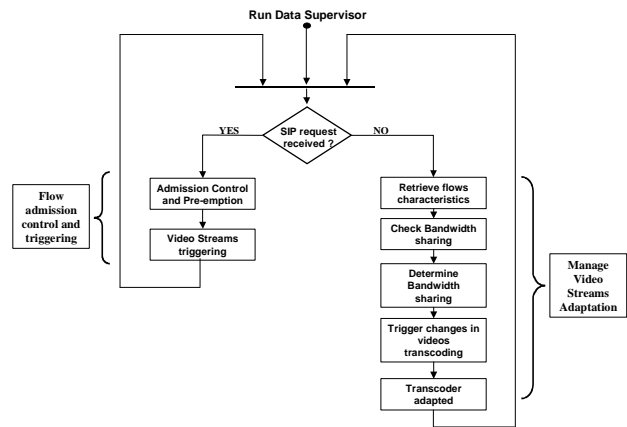 Run Data Supervisor
SIP request
received ?
YES
NO
Flow
admission
control and
triggering
Admission Control
and Pre-emption
Video Streams
triggering
Retrieve flows
characteristics
Check Bandwidth
sharing
Determine
Bandwidth
sharing
Trigger changes in
videos
transcoding
Transcoder
adapted
Manage
Video
Streams
Adaptation